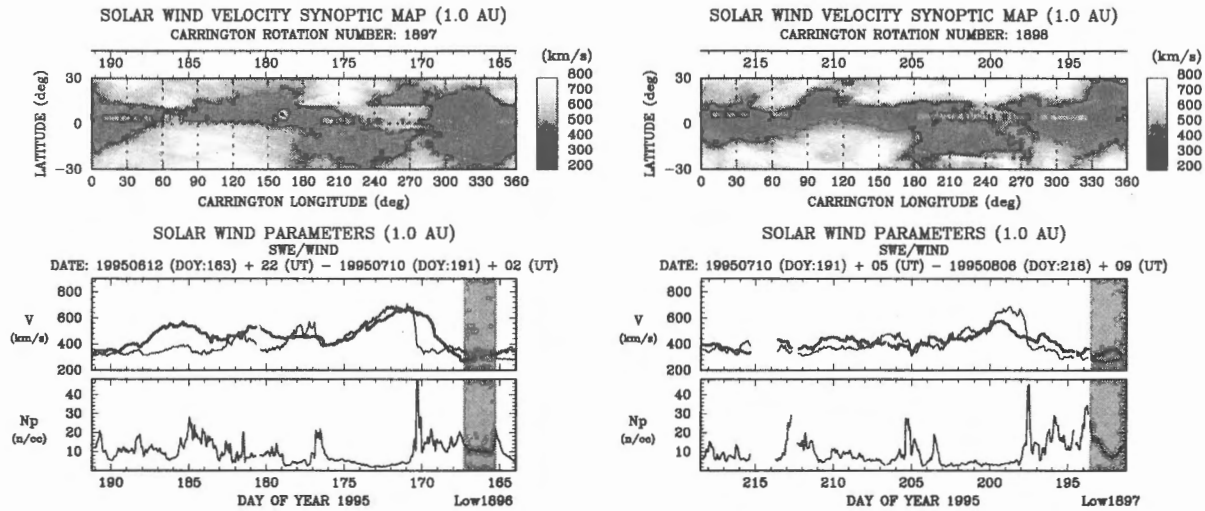 SOLAR WIND VELOCITY SYNOPTIC MAP (1.0 AU)
CARRINGTON ROTATION NUMBER: 1897
190 185 180 175 170 165
(km/s)
30
0
-30
LATITUDE (deg)
800
700
600
500
400
300
200
0 30 60 90 120 150 180 210 240 270 300 330 360
CARRINGTON LONGITUDE (deg)
SOLAR WIND PARAMETERS (1.0 AU)
SWE/WIND
DATE: 19950612 (DOY:163) + 22 (UT) - 19950710 (DOY:191) + 02 (UT)
800
600
400
200
V
(km/s)
40
30
20
10
Np
(n/cc)
190 185 180 175 170 165
DAY OF YEAR 1995
Low1896
SOLAR WIND VELOCITY SYNOPTIC MAP (1.0 AU)
CARRINGTON ROTATION NUMBER: 1898
215 210 205 200 195
(km/s)
30
0
-30
LATITUDE (deg)
800
700
600
500
400
300
200
0 30 60 90 120 150 180 210 240 270 300 330 360
CARRINGTON LONGITUDE (deg)
SOLAR WIND PARAMETERS (1.0 AU)
SWE/WIND
DATE: 19950710 (DOY:191) + 05 (UT) - 19950806 (DOY:218) + 09 (UT)
800
600
400
200
V
(km/s)
40
30
20
10
Np
(n/cc)
215 210 205 200 195
DAY OF YEAR 1995
Low1897